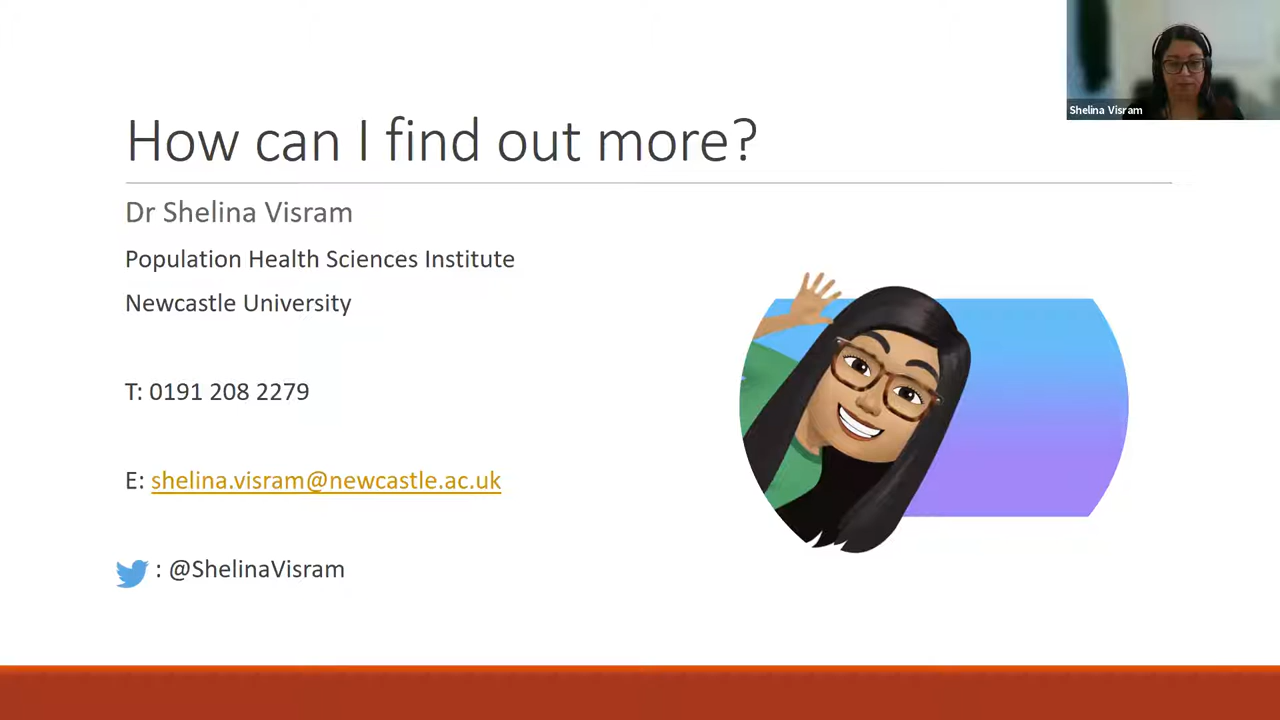 Shelina Visram
How can I find out more?
Dr Shelina Visram
Population Health Sciences Institute
Newcastle University
T: 0191 208 2279
E: shelina.visram@newcastle.ac.uk
: @ShelinaVisram